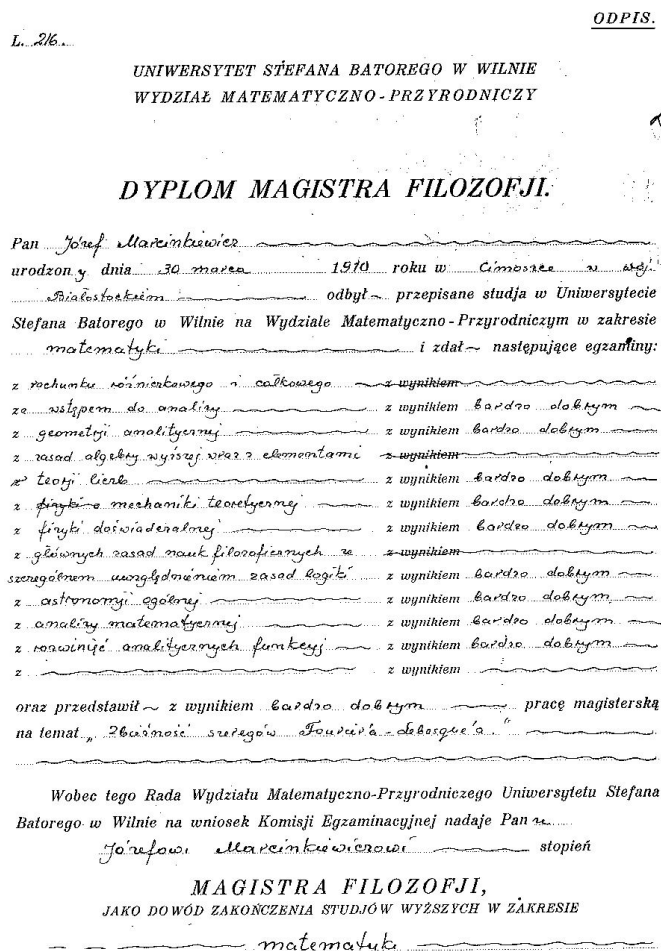 ODPIS.
L. 216.
UNIWERSYTET STEFANA BATOREGO W WILNIE
WYDZIAŁ MATEMATYCZNO-PRZYRODNICZY
DYPLOM MAGISTRA FILOZOFJI.
Pan Józef Marcinkiewicz
urodzony dnia 30 marca 1910 roku w Cimoszce w woj.
Białostockiem odbył przepisane studja w Uniwersytecie
Stefana Batorego w Wilnie na Wydziale Matematyczno-Przyrodniczym w zakresie
matematyki i zdał następujące egzaminy:
z rachunku różniczkowego i całkowego z wynikiem
ze wstępem do analizy z wynikiem bardzo dobrym
z geometrji analitycznej z wynikiem bardzo dobrym
z zasad algebry wyższej wraz z elementami z wynikiem
z teorji liczb z wynikiem bardzo dobrym
z fizyki o mechaniki teoretycznej z wynikiem bardzo dobrym
z fizyki doświadczalnej z wynikiem bardzo dobrym
z głównych zasad nauk filozoficznych ze z wynikiem
szczególnem uwzględnieniem zasad logiki z wynikiem bardzo dobrym
z astronomji ogólnej z wynikiem bardzo dobrym
z analizy matematycznej z wynikiem bardzo dobrym
z rozwinięć analitycznych funkcyj z wynikiem bardzo dobrym
z z wynikiem
oraz przedstawił z wynikiem bardzo dobrym pracę magisterską
na temat „Zbieżność szeregów Fourier'a-Lebesgue'a."
Wobec tego Rada Wydziału Matematyczno-Przyrodniczego Uniwersytetu Stefana
Batorego w Wilnie na wniosek Komisji Egzaminacyjnej nadaje Panu
Józefowi Marcinkiewiczowi stopień
MAGISTRA FILOZOFJI,
JAKO DOWÓD ZAKOŃCZENIA STUDJÓW WYŻSZYCH W ZAKRESIE
matematyki